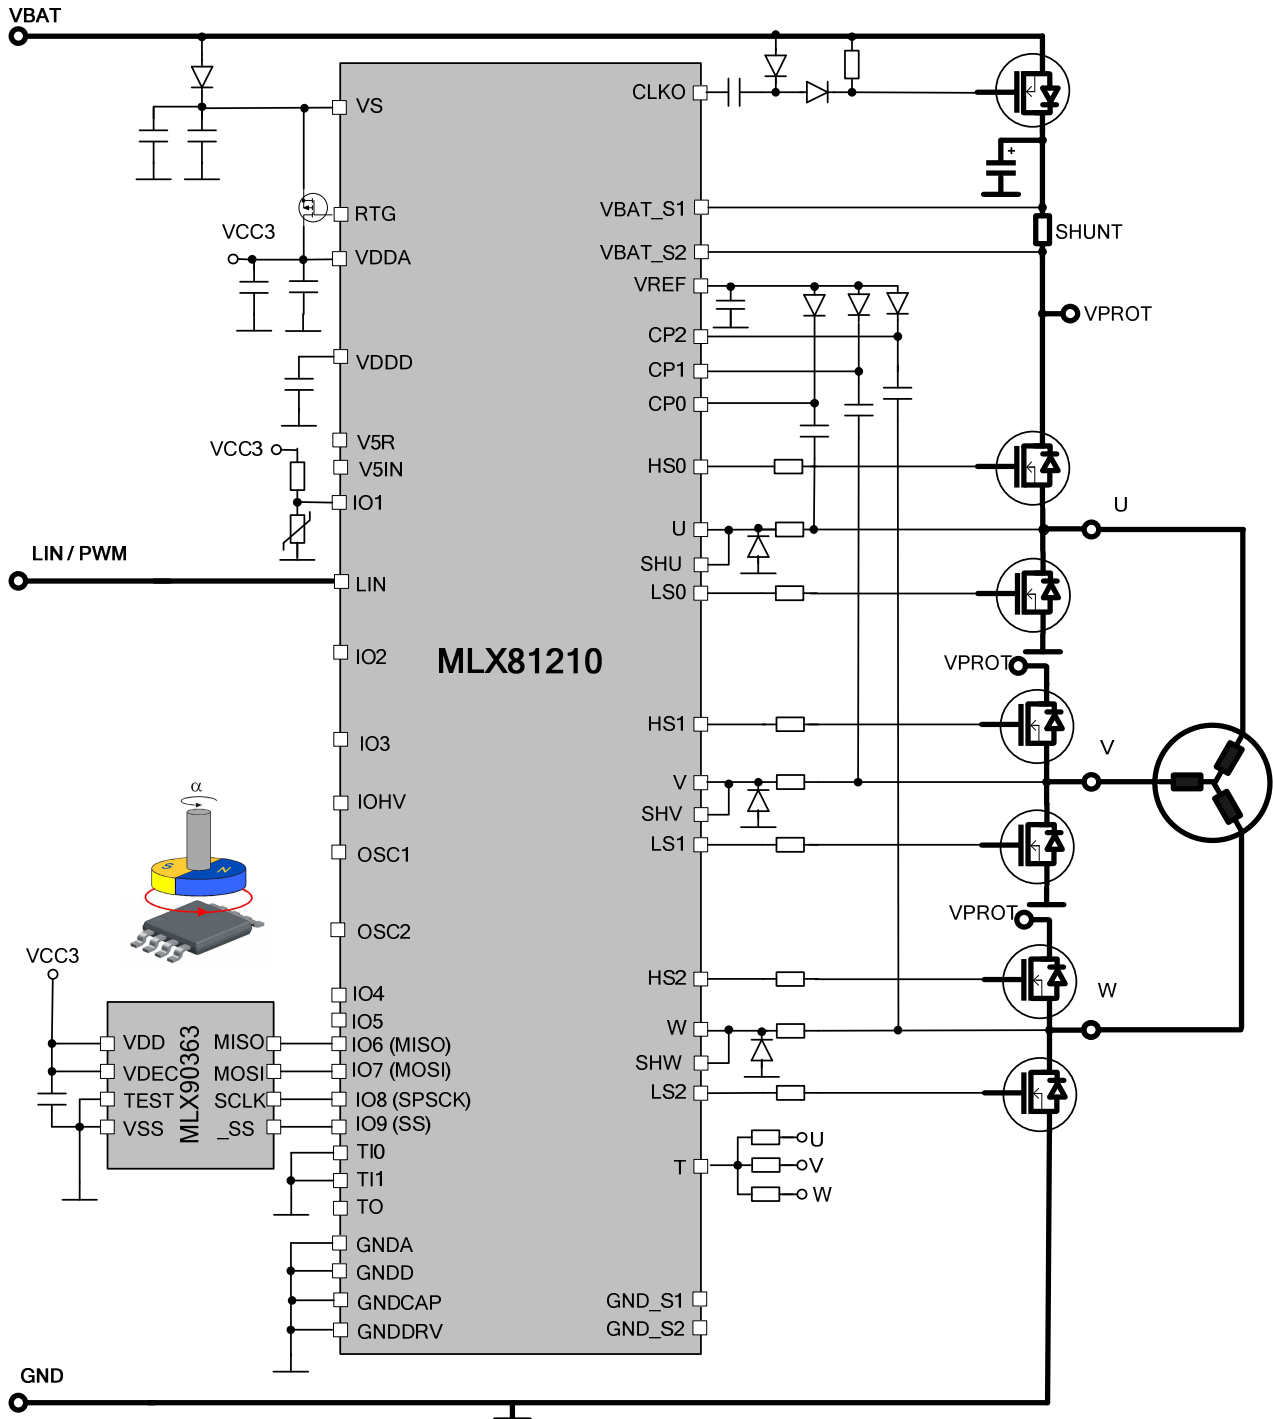 VBAT
VS
CLKO
+
RTG
VBAT_S1
VCC3
SHUNT
VDDA
VBAT_S2
VREF
VPROT
CP2
VDDD
CP1
CP0
V5R
VCC3
V5IN
HS0
IO1
U
U
LIN / PWM
SHU
LIN
LS0
IO2
MLX81210
VPROT
IO3
HS1
V
α
V
IOHV
SHV
OSC1
LS1
S N
VPROT
OSC2
VCC3
HS2
IO4
W
IO5
W
VDD MISO
IO6 (MISO)
SHW
VDEC MOSI
IO7 (MOSI)
LS2
TEST SCLK
IO8 (SPSCK)
MLX90363
VSS _SS
IO9 (SS)
U
TI0
T
V
TI1
W
TO
GNDA
GNDD
GNDCAP
GND_S1
GNDDRV
GND_S2
GND